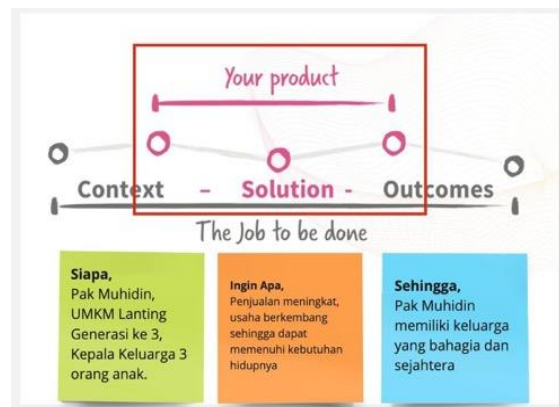 Your product
Context - Solution - Outcomes
The Job to be done
Siapa,
Pak Muhidin,
UMKM Lanting
Generasi ke 3,
Kepala Keluarga 3
orang anak.
Ingin Apa,
Penjualan meningkat,
usaha berkembang
sehingga dapat
memenuhi kebutuhan
hidupnya
Sehingga,
Pak Muhidin
memiliki keluarga
yang bahagia dan
sejahtera